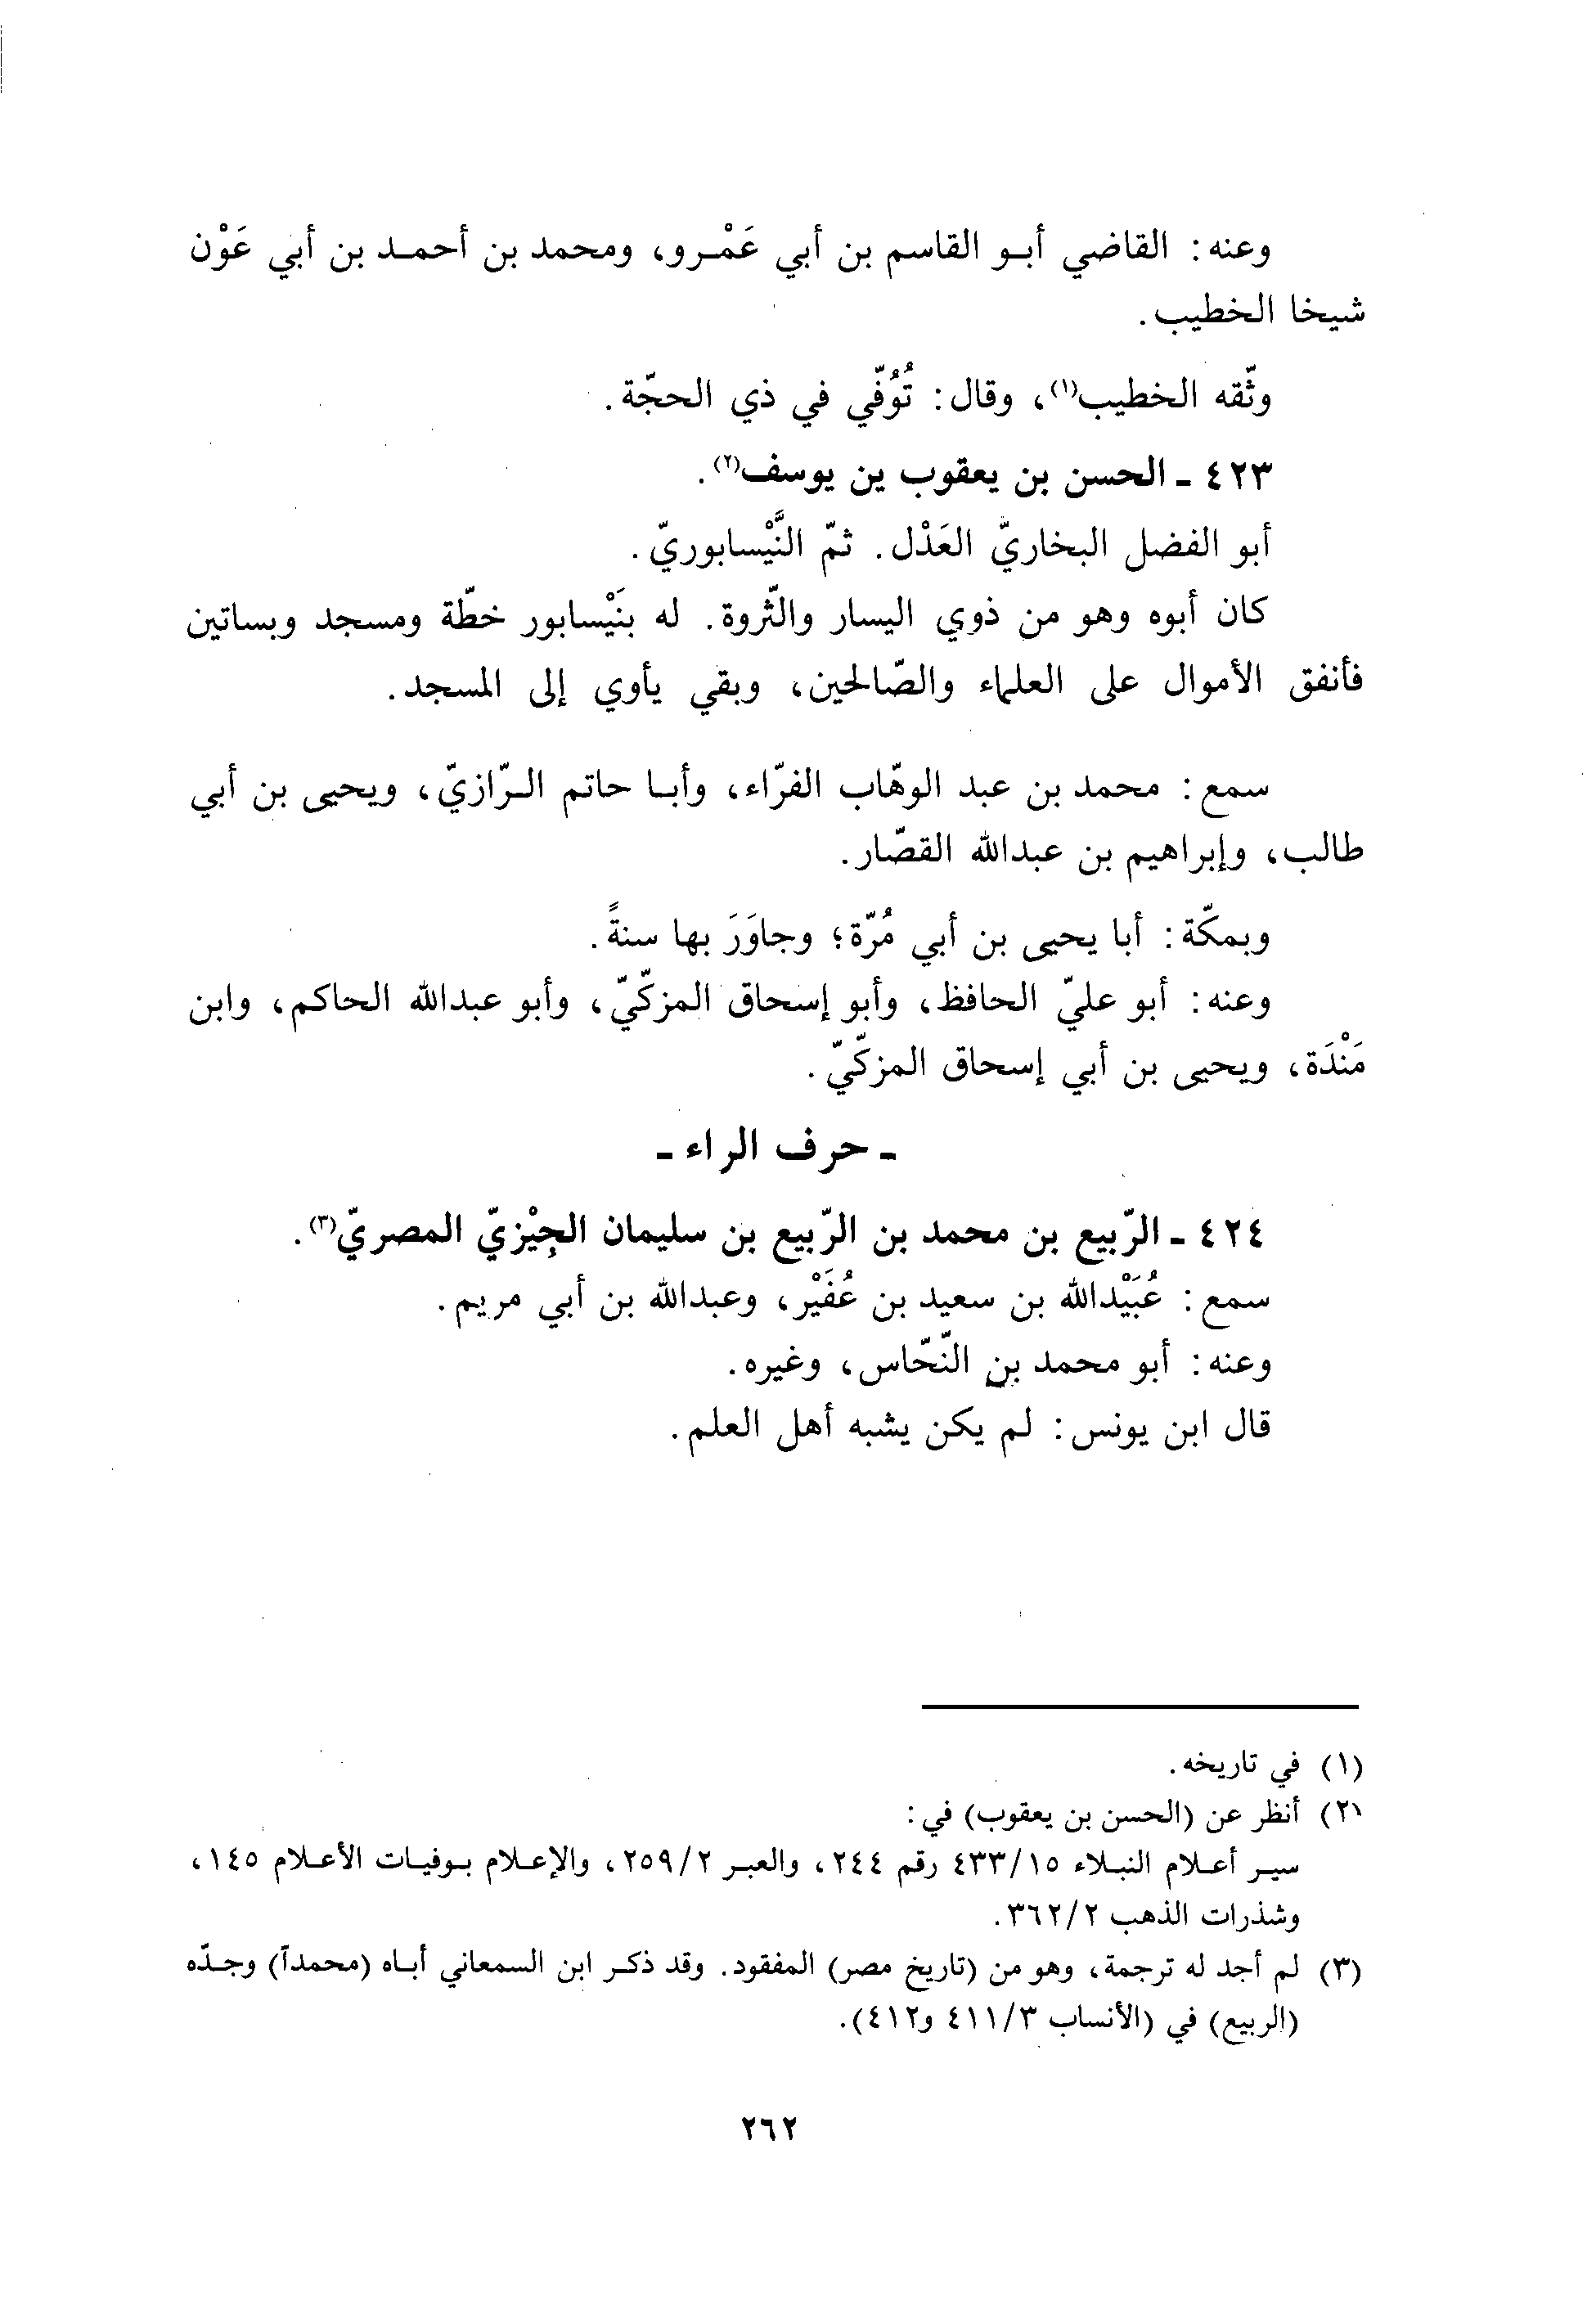 وعنه: القاضي أبو القاسم بن أبي عَمْرو، ومحمد بن أحمد بن أبي عَوْن
شيخا الخطيب.
وثّقه الخطيب(١)، وقال: تُوُفّي في ذي الحجّة.
٤٢٣ ـ الحسن بن يعقوب ين يوسف(٢).
أبو الفضل البخاريّ العَدْل. ثمّ النَّيْسابوريّ.
كان أبوه وهو من ذوي اليسار والثّروة. له بنَيْسابور خطّة ومسجد وبساتين
فأنفق الأموال على العلماء والصّالحين، وبقي يأوي إلى المسجد.
سمع: محمد بن عبد الوهّاب الفرّاء، وأبا حاتم الرّازيّ، ويحيى بن أبي
طالب، وإبراهيم بن عبدالله القصّار.
وبمكّة: أبا يحيى بن أبي مُرّة؛ وجاوَرَ بها سنةً.
وعنه: أبو عليّ الحافظ، وأبو إسحاق المزكّيّ، وأبو عبدالله الحاكم، وابن
مَنْدَة، ويحيى بن أبي إسحاق المزكّيّ.
ـ حرف الراء ـ
٤٢٤ ـ الرّبيع بن محمد بن الرّبيع بن سليمان الجِيْزيّ المصريّ(٣).
سمع: عُبَيْدالله بن سعيد بن عُفَيْر، وعبدالله بن أبي مريم.
وعنه: أبو محمد بن النّحّاس، وغيره.
قال ابن يونس: لم يكن يشبه أهل العلم.
(١) في تاريخه.
(٢) أنظر عن (الحسن بن يعقوب) في:
سير أعلام النبلاء ٤٣٣/١٥ رقم ٢٤٤، والعبر ٢٥٩/٢، والإعلام بوفيات الأعلام ١٤٥،
وشذرات الذهب ٣٦٢/٢.
(٣) لم أجد له ترجمة، وهو من (تاريخ مصر) المفقود. وقد ذكر ابن السمعاني أباه (محمداً) وجدّه
(الربيع) في (الأنساب ٤١١/٣ و٤١٢).
٢٦٢